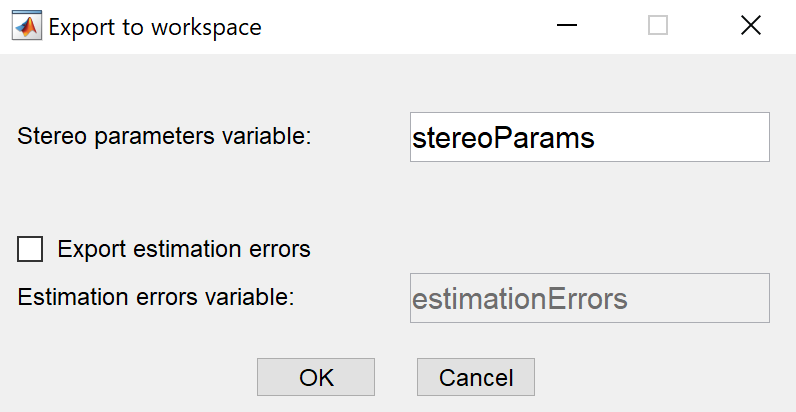 Export to workspace
Stereo parameters variable: stereoParams
Export estimation errors
Estimation errors variable: estimationErrors
OK Cancel